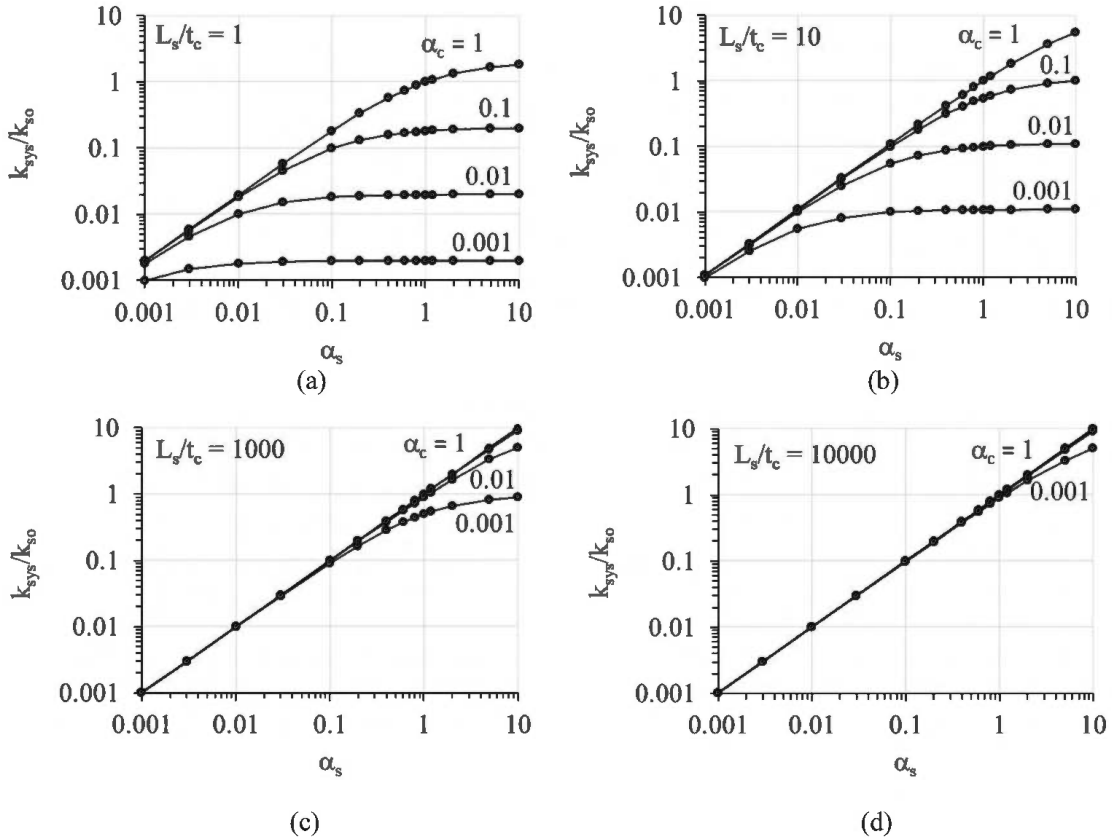 10
L_s/t_c = 1
α_c = 1
1
0.1
0.1
0.01
0.01
0.001
0.001
k_sys/k_so
0.001 0.01 0.1 1 10
α_s
(a)
10
L_s/t_c = 10
α_c = 1
0.1
1
0.1
0.01
0.001
0.01
0.001
k_sys/k_so
0.001 0.01 0.1 1 10
α_s
(b)
10
L_s/t_c = 1000
α_c = 1
0.01
1
0.001
0.1
0.01
0.001
k_sys/k_so
0.001 0.01 0.1 1 10
α_s
(c)
10
L_s/t_c = 10000
α_c = 1
1
0.001
0.1
0.01
0.001
k_sys/k_so
0.001 0.01 0.1 1 10
α_s
(d)